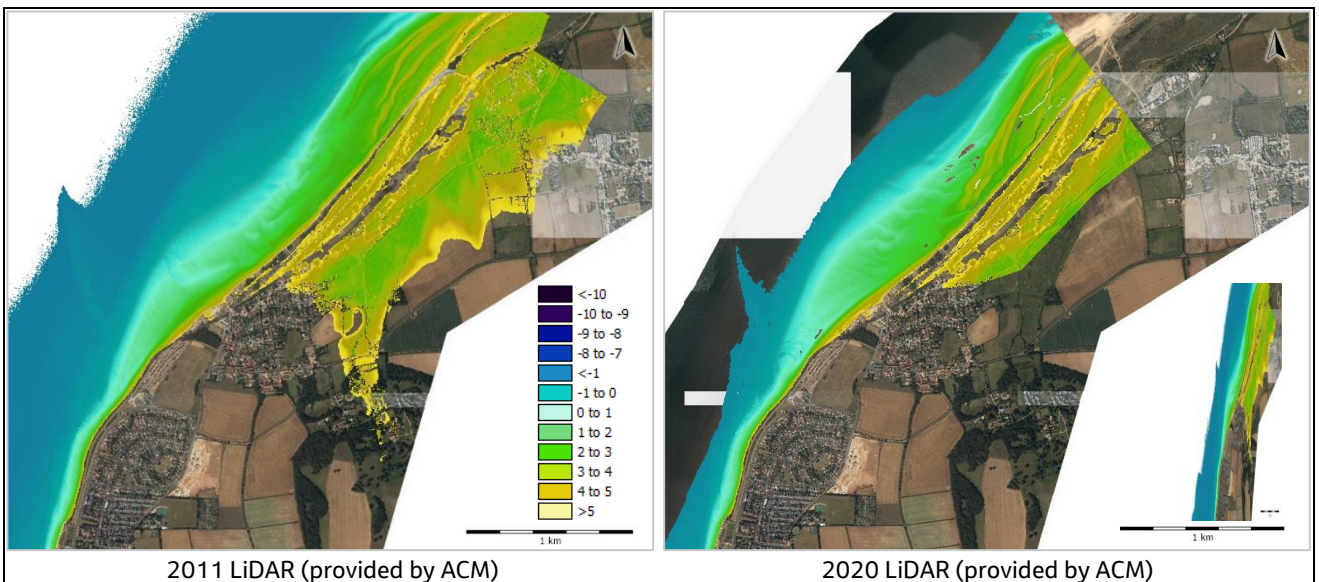 <-10
-10 to -9
-9 to -8
-8 to -7
<-1
-1 to 0
0 to 1
1 to 2
2 to 3
3 to 4
4 to 5
>5
1 km
1 km
2011 LiDAR (provided by ACM)
2020 LiDAR (provided by ACM)